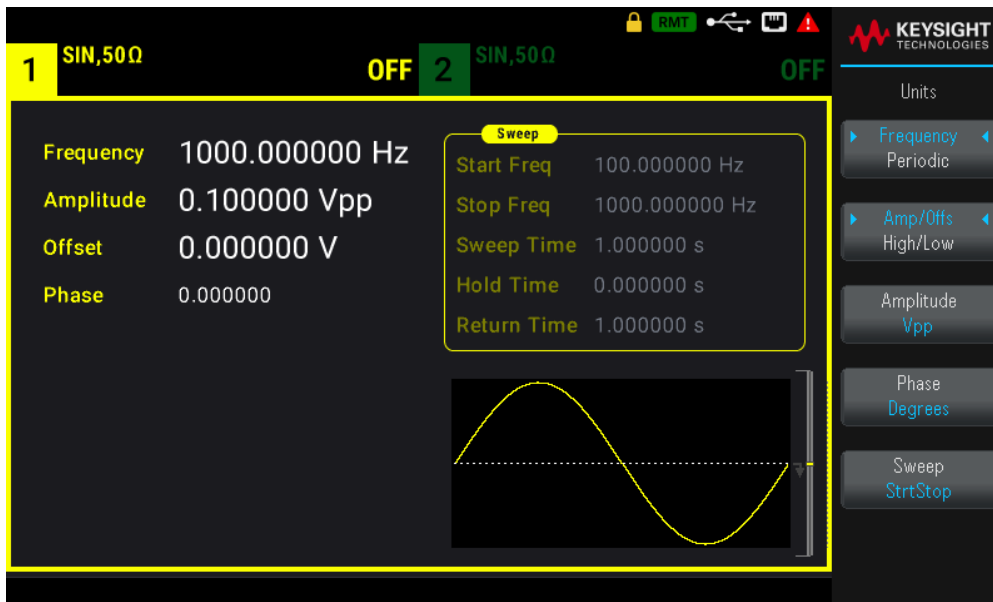 RMT
KEYSIGHT
TECHNOLOGIES
1 SIN,50Ω OFF
2 SIN,50Ω OFF
Units
Frequency
Periodic
Amp/Offs
High/Low
Amplitude
Vpp
Phase
Degrees
Sweep
StrtStop
Frequency 1000.000000 Hz
Amplitude 0.100000 Vpp
Offset 0.000000 V
Phase 0.000000
Sweep
Start Freq 100.000000 Hz
Stop Freq 1000.000000 Hz
Sweep Time 1.000000 s
Hold Time 0.000000 s
Return Time 1.000000 s